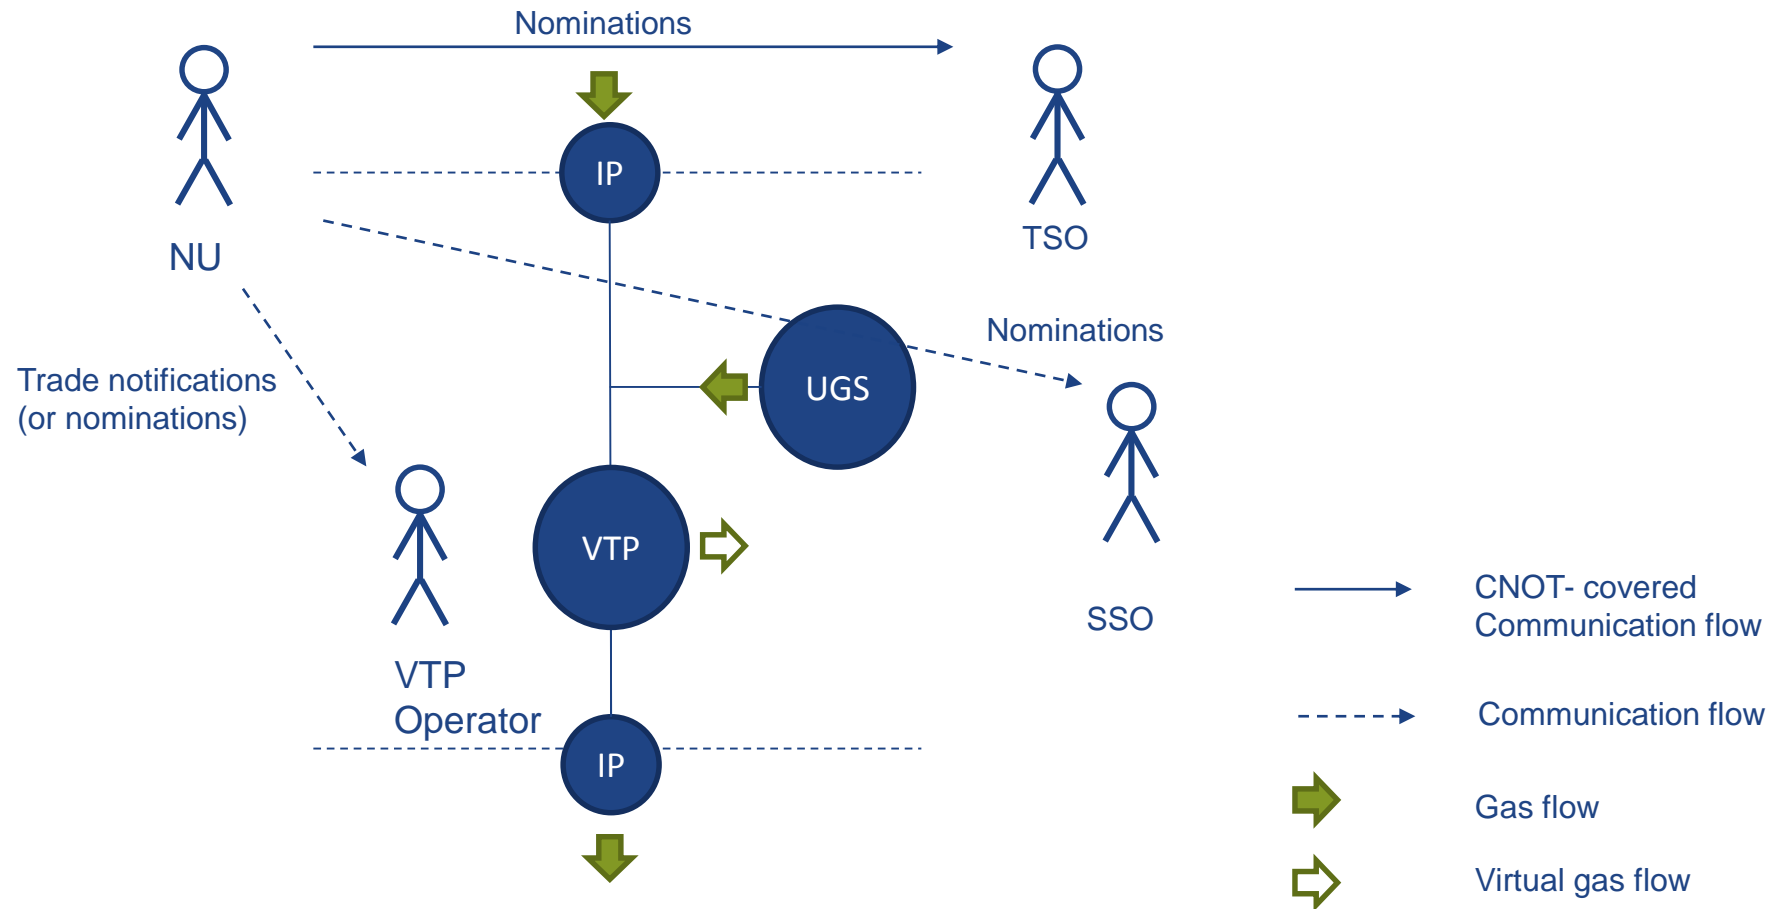 Nominations
IP
NU
TSO
Nominations
Trade notifications
(or nominations)
UGS
VTP
SSO
VTP
Operator
IP
CNOT- covered
Communication flow
Communication flow
Gas flow
Virtual gas flow